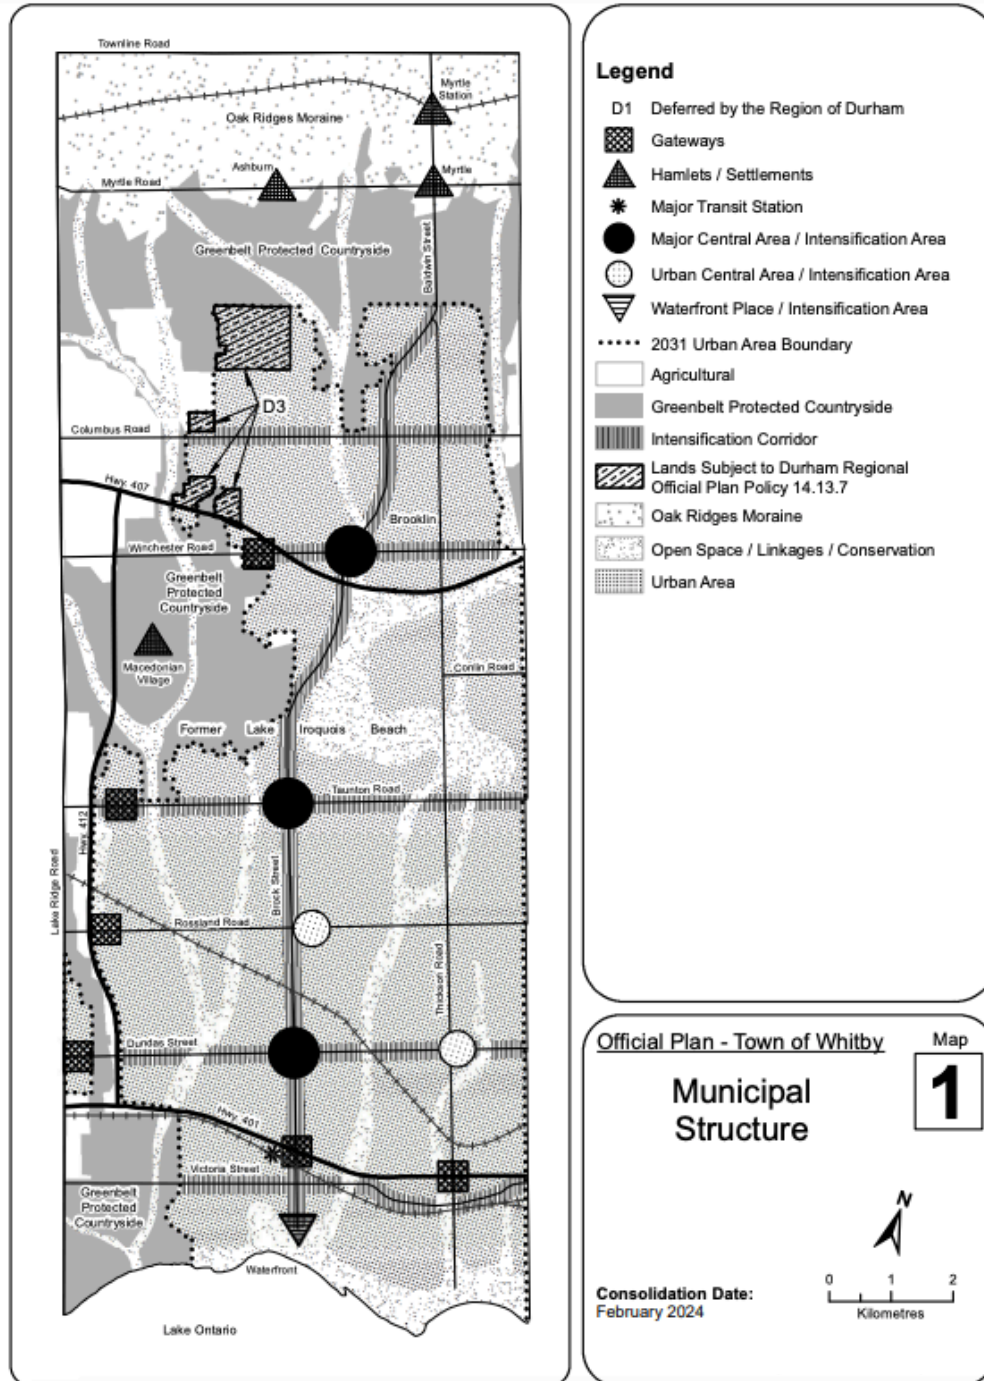 Townline Road
Myrtle
Station
Oak Ridges Moraine
Ashburn
Myrtle
Myrtle Road
Greenbelt Protected Countryside
Baldwin Street
D3
Columbus Road
Hwy. 407
Brooklin
Winchester Road
Greenbelt
Protected
Countryside
Macedonian
Village
Conlin Road
Former Lake Iroquois Beach
Taunton Road
Hwy. 412
Lake Ridge Road
Brock Street
Rossland Road
Thickson Road
Dundas Street
Hwy. 401
Victoria Street
Greenbelt
Protected
Countryside
Waterfront
Lake Ontario
Legend
D1 Deferred by the Region of Durham
Gateways
Hamlets / Settlements
Major Transit Station
Major Central Area / Intensification Area
Urban Central Area / Intensification Area
Waterfront Place / Intensification Area
2031 Urban Area Boundary
Agricultural
Greenbelt Protected Countryside
Intensification Corridor
Lands Subject to Durham Regional
Official Plan Policy 14.13.7
Oak Ridges Moraine
Open Space / Linkages / Conservation
Urban Area
Official Plan - Town of Whitby
Map
1
Municipal
Structure
N
0 1 2
Kilometres
Consolidation Date:
February 2024